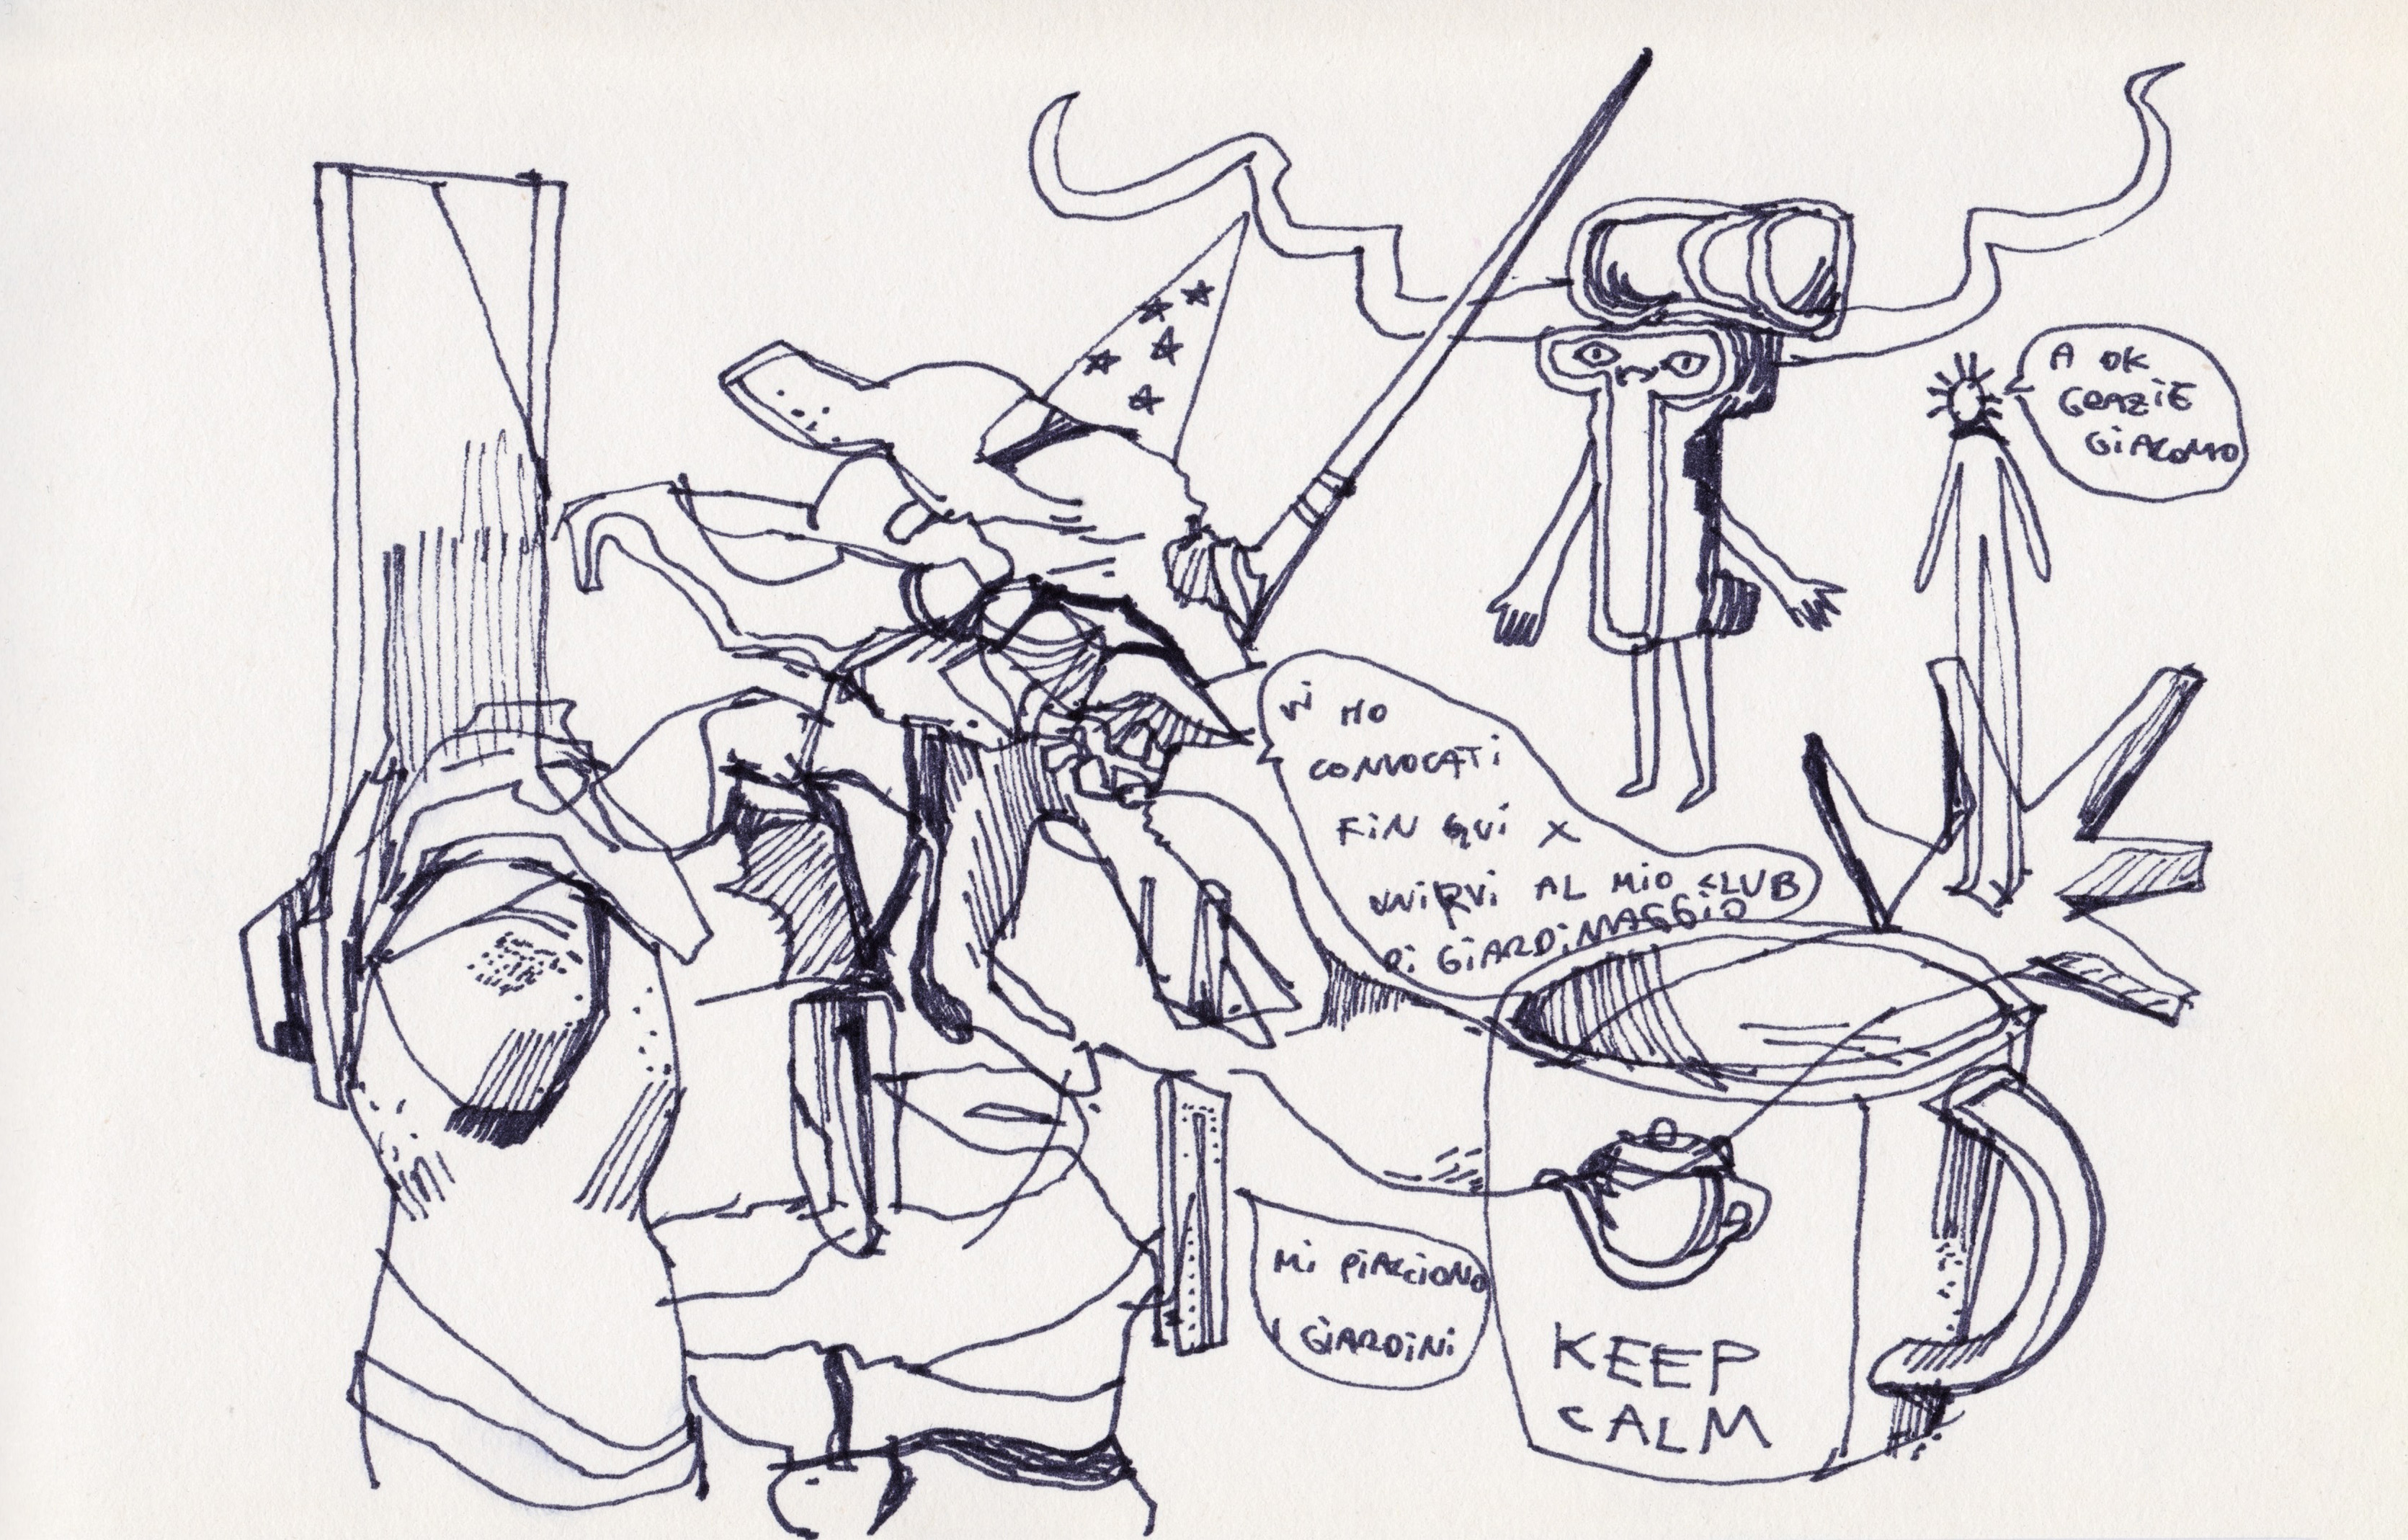 A OK
GRAZIE
GIACOMO
Vi HO
CONVOCATi
FiN QUi X
UNiRVi AL MiO CLUB
Di GiARDiNAGGiO
Mi PiACCiONO
I GiARDiNi
KEEP
CALM